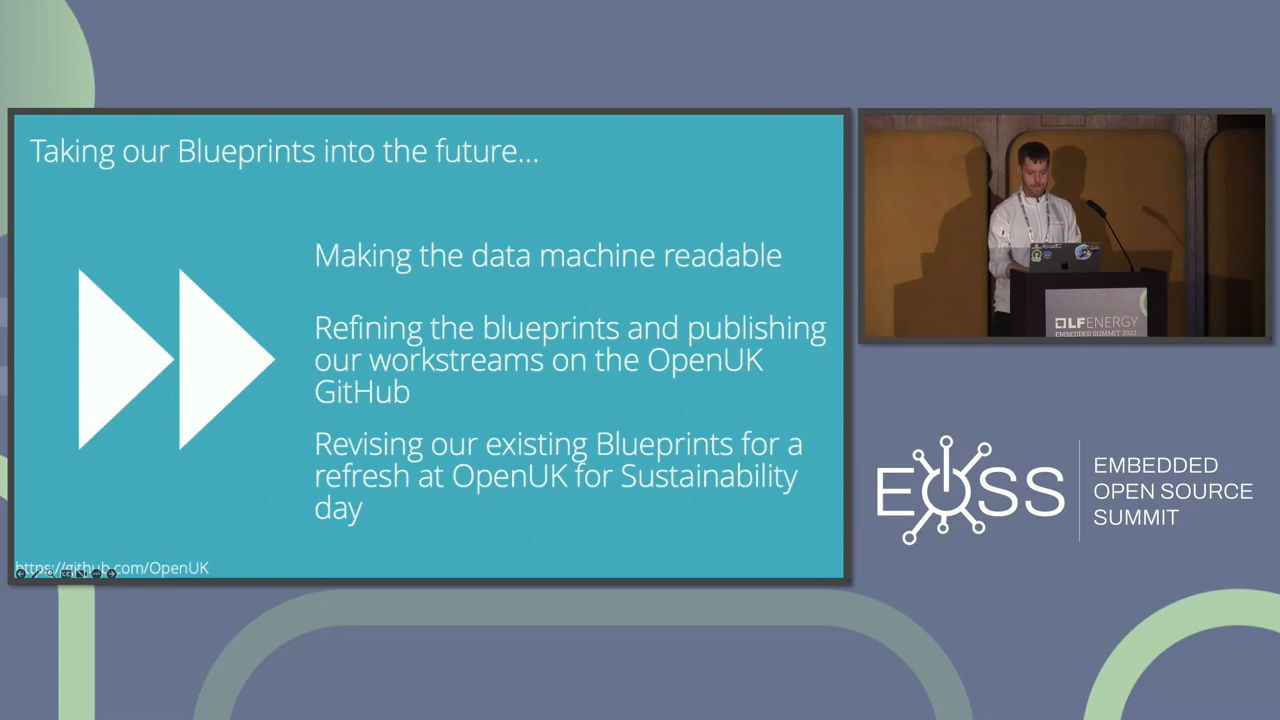 Taking our Blueprints into the future...
Making the data machine readable
Refining the blueprints and publishing
our workstreams on the OpenUK
GitHub
Revising our existing Blueprints for a
refresh at OpenUK for Sustainability
day
https://github.com/OpenUK
LFENERGY
EMBEDDED SUMMIT 2023
EOSS
EMBEDDED
OPEN SOURCE
SUMMIT